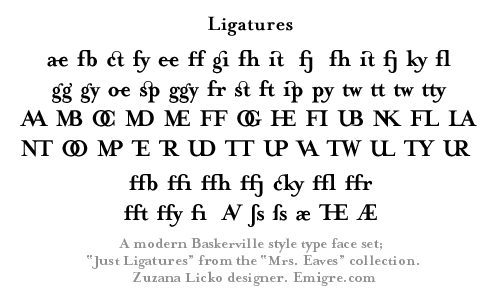 Ligatures
ae fb ct fy ee ff gi fh it fj fh ít fj ky fl
gg gy oe sp ggy fr st ft ip py tw tt tw tty
AA MB OC MD ME FF OG HE FI UB NK FL LA
NT OO MP TE TR UD TT UP VA TW UL TY UR
ffb ffi ffh ffj cky ffl ffr
fft ffy fi AV ſs fs æ THE Æ
A modern Baskerville style type face set;
“Just Ligatures” from the “Mrs. Eaves” collection.
Zuzana Licko designer. Emigre.com